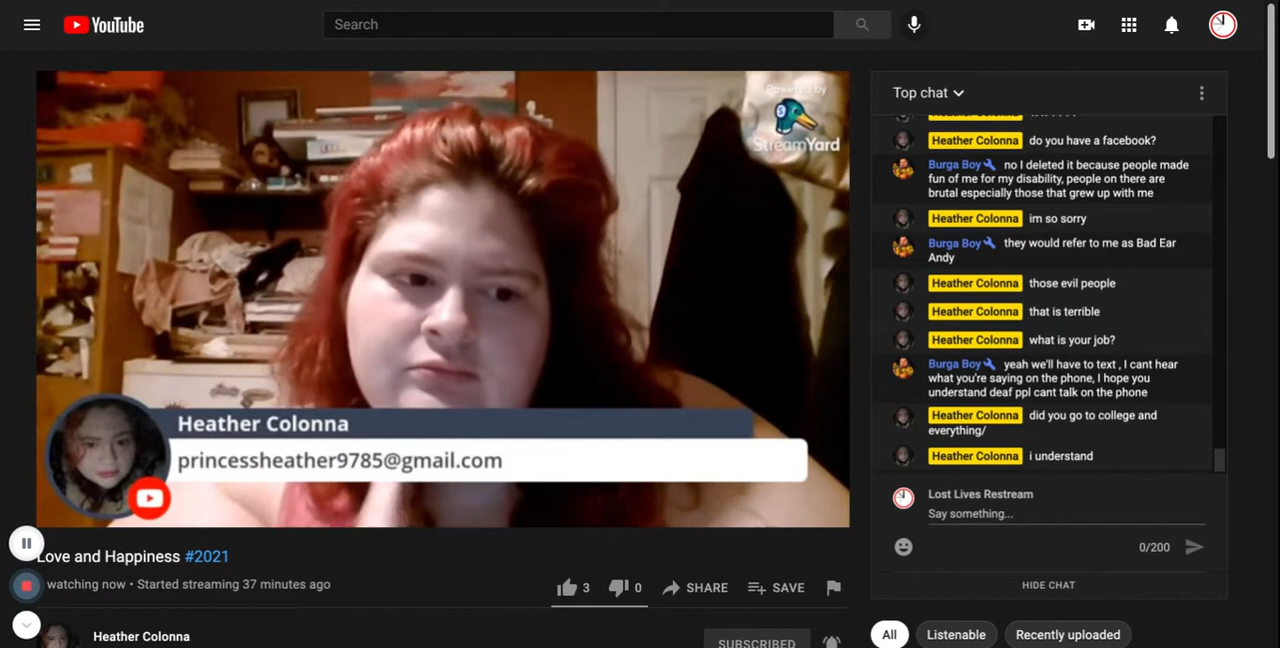 YouTube
Search
Powered by
StreamYard
Heather Colonna
princessheather9785@gmail.com
Love and Happiness #2021
watching now • Started streaming 37 minutes ago
3
0
SHARE
SAVE
Heather Colonna
SUBSCRIBED
Top chat
Heather Colonna
Heather Colonna do you have a facebook?
Burga Boy no I deleted it because people made
fun of me for my disability, people on there are
brutal especially those that grew up with me
Heather Colonna im so sorry
Burga Boy they would refer to me as Bad Ear
Andy
Heather Colonna those evil people
Heather Colonna that is terrible
Heather Colonna what is your job?
Burga Boy yeah we'll have to text , I cant hear
what you're saying on the phone, I hope you
understand deaf ppl cant talk on the phone
Heather Colonna did you go to college and
everything/
Heather Colonna i understand
Lost Lives Restream
Say something...
0/200
HIDE CHAT
All
Listenable
Recently uploaded